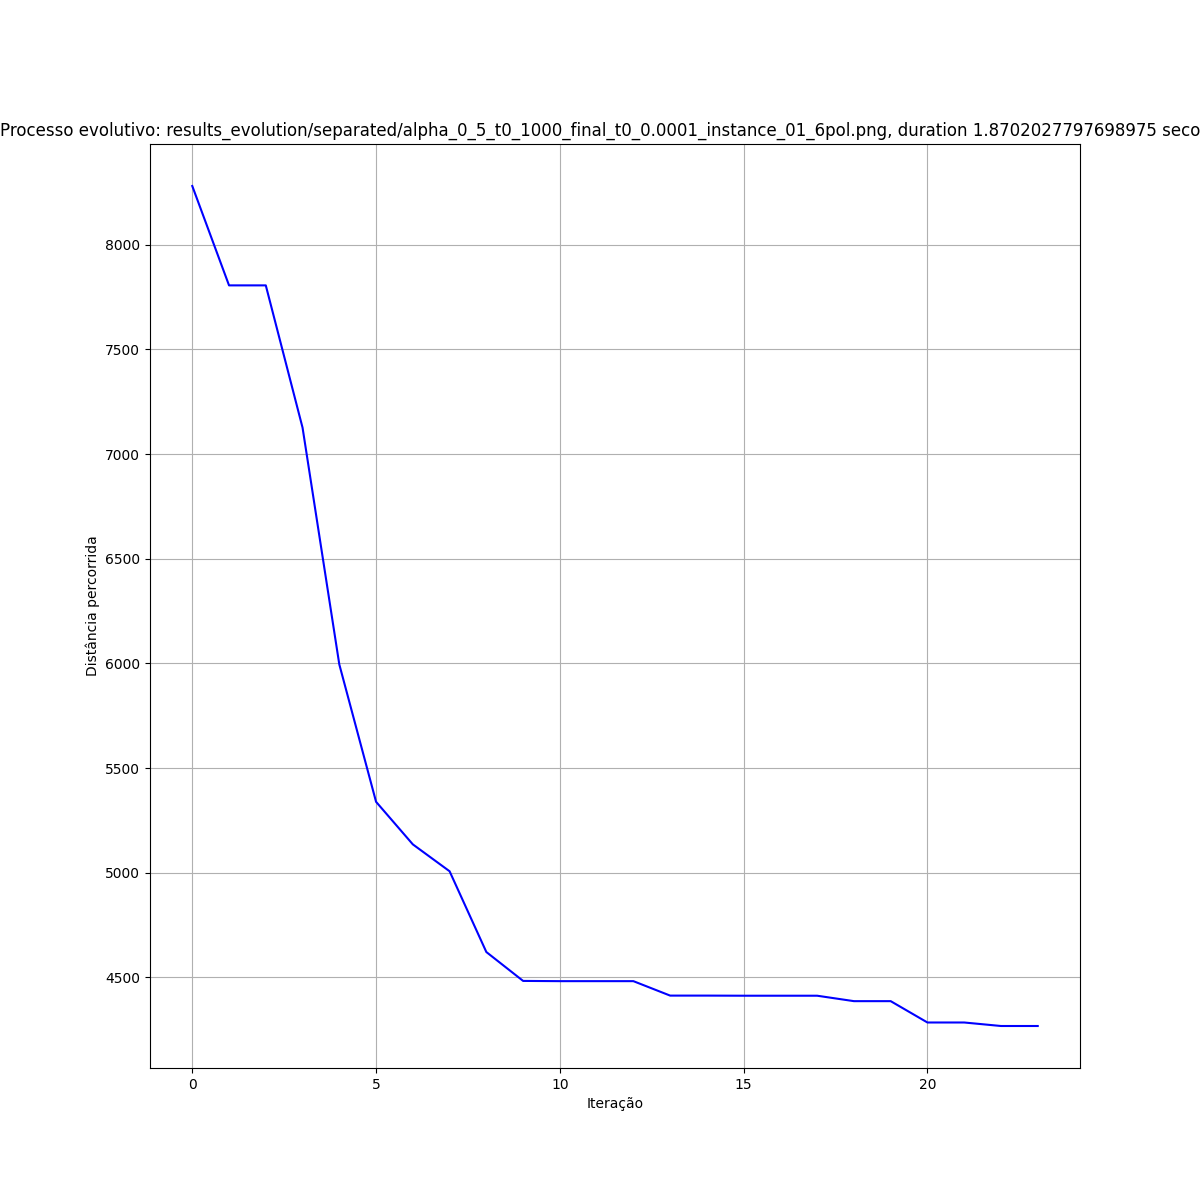 Processo evolutivo: results_evolution/separated/alpha_0_5_t0_1000_final_t0_0.0001_instance_01_6pol.png, duration 1.8702027797698975 seco
8000
7500
7000
6500
6000
5500
5000
4500
Distância percorrida
0 5 10 15 20
Iteração